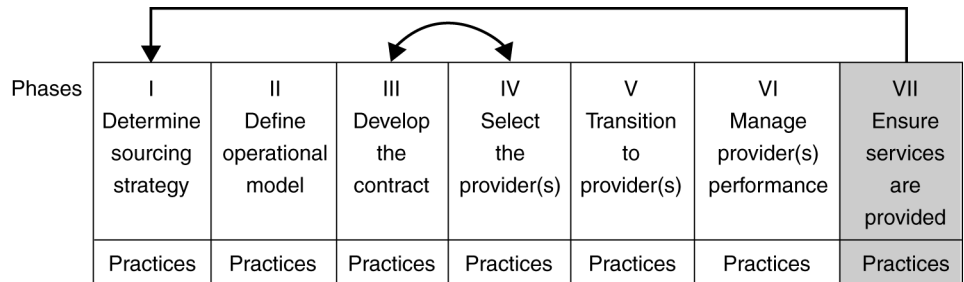 Phases
I
Determine
sourcing
strategy
II
Define
operational
model
III
Develop
the
contract
IV
Select
the
provider(s)
V
Transition
to
provider(s)
VI
Manage
provider(s)
performance
VII
Ensure
services
are
provided
Practices
Practices
Practices
Practices
Practices
Practices
Practices